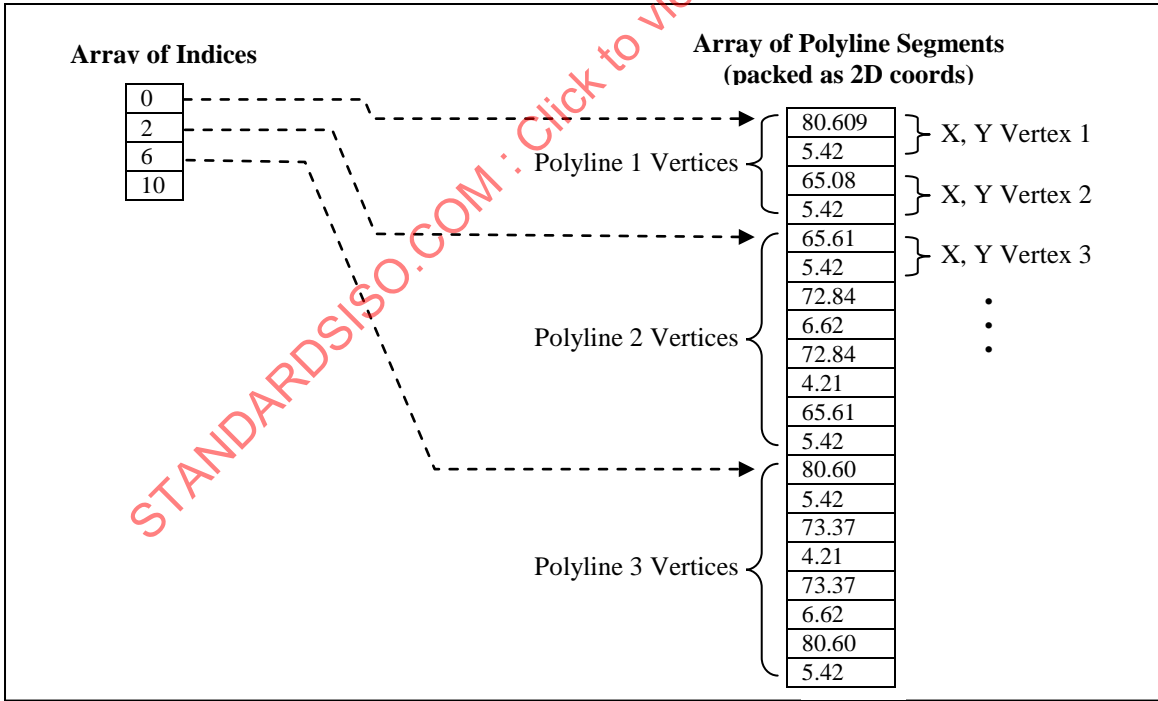 Array of Indices
0
2
6
10
Array of Polyline Segments
(packed as 2D coords)
80.609
5.42
65.08
5.42
65.61
5.42
72.84
6.62
72.84
4.21
65.61
5.42
80.60
5.42
73.37
4.21
73.37
6.62
80.60
5.42
Polyline 1 Vertices
Polyline 2 Vertices
Polyline 3 Vertices
X, Y Vertex 1
X, Y Vertex 2
X, Y Vertex 3
STANDARDSISO.COM : Click to